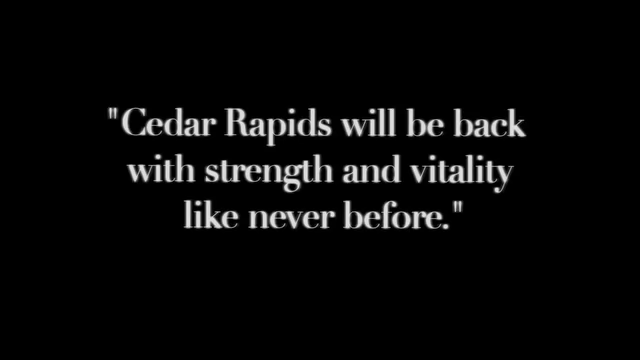 "Cedar Rapids will be back
with strength and vitality
like never before."